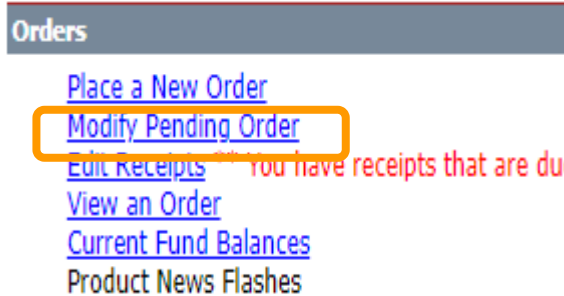 Orders
Place a New Order
Modify Pending Order
Edit Receipts ** You have receipts that are du
View an Order
Current Fund Balances
Product News Flashes